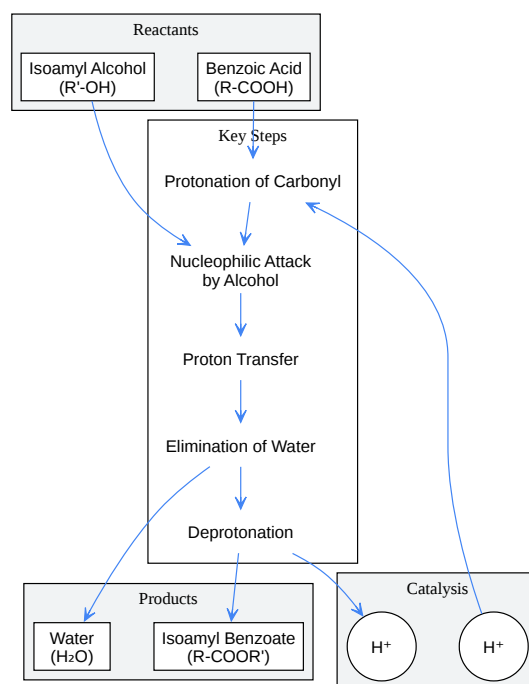 Reactants
Isoamyl Alcohol
(R'-OH)
Benzoic Acid
(R-COOH)
Key Steps
Protonation of Carbonyl
Nucleophilic Attack
by Alcohol
Proton Transfer
Elimination of Water
Deprotonation
Products
Water
(H₂O)
Isoamyl Benzoate
(R-COOR')
Catalysis
H⁺
H⁺